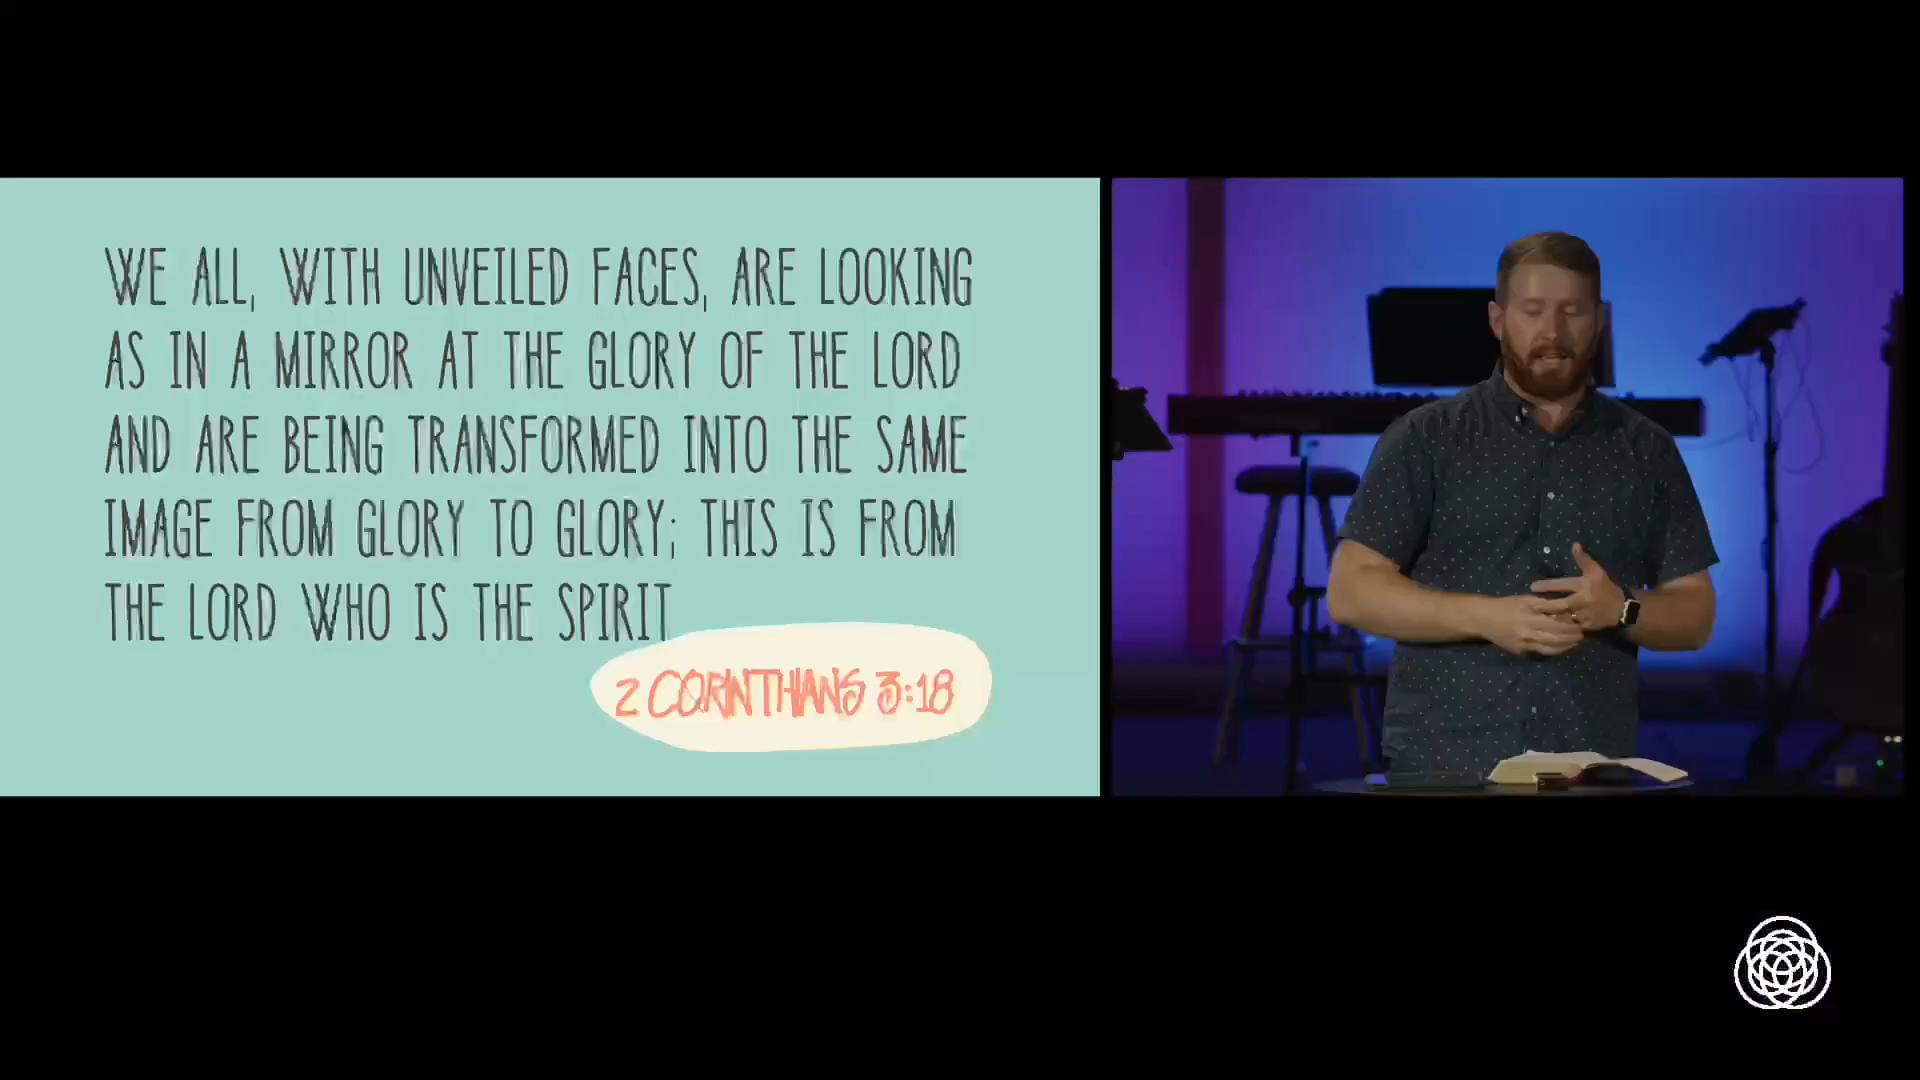 WE ALL, WITH UNVEILED FACES, ARE LOOKING
AS IN A MIRROR AT THE GLORY OF THE LORD
AND ARE BEING TRANSFORMED INTO THE SAME
IMAGE FROM GLORY TO GLORY; THIS IS FROM
THE LORD WHO IS THE SPIRIT
2 CORINTHIANS 3:18